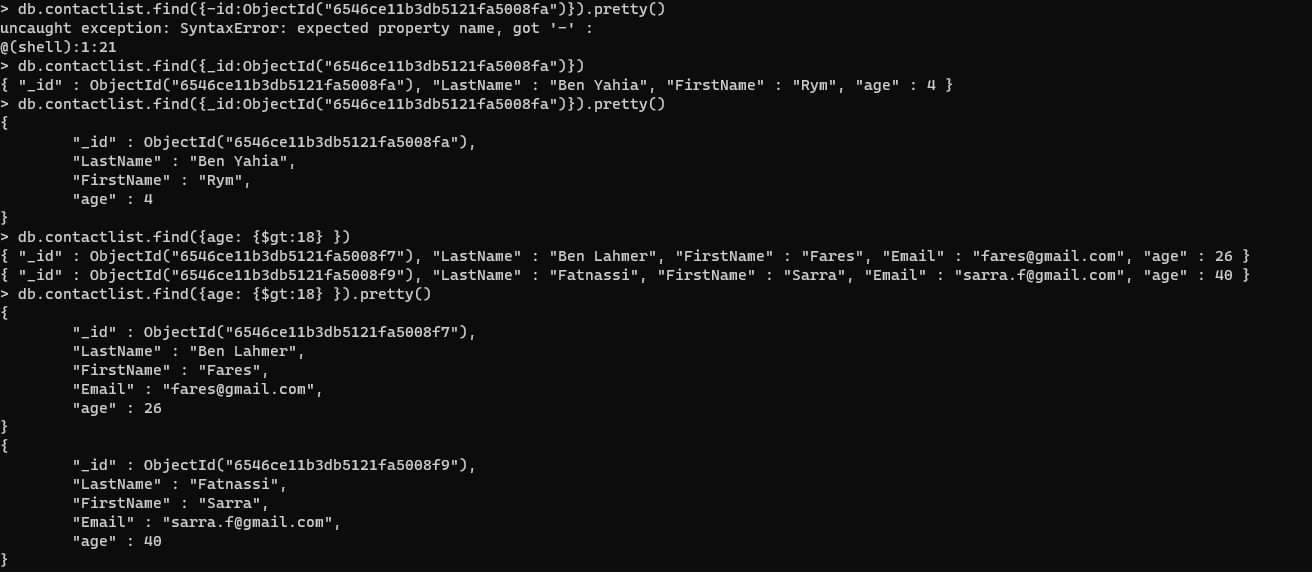 > db.contactlist.find({-id:ObjectId("6546ce11b3db5121fa5008fa")}).pretty()
uncaught exception: SyntaxError: expected property name, got '-' :
@(shell):1:21
> db.contactlist.find({_id:ObjectId("6546ce11b3db5121fa5008fa")})
{ "_id" : ObjectId("6546ce11b3db5121fa5008fa"), "LastName" : "Ben Yahia", "FirstName" : "Rym", "age" : 4 }
> db.contactlist.find({_id:ObjectId("6546ce11b3db5121fa5008fa")}).pretty()
{
        "_id" : ObjectId("6546ce11b3db5121fa5008fa"),
        "LastName" : "Ben Yahia",
        "FirstName" : "Rym",
        "age" : 4
}
> db.contactlist.find({age: {$gt:18} })
{ "_id" : ObjectId("6546ce11b3db5121fa5008f7"), "LastName" : "Ben Lahmer", "FirstName" : "Fares", "Email" : "fares@gmail.com", "age" : 26 }
{ "_id" : ObjectId("6546ce11b3db5121fa5008f9"), "LastName" : "Fatnassi", "FirstName" : "Sarra", "Email" : "sarra.f@gmail.com", "age" : 40 }
> db.contactlist.find({age: {$gt:18} }).pretty()
{
        "_id" : ObjectId("6546ce11b3db5121fa5008f7"),
        "LastName" : "Ben Lahmer",
        "FirstName" : "Fares",
        "Email" : "fares@gmail.com",
        "age" : 26
}
{
        "_id" : ObjectId("6546ce11b3db5121fa5008f9"),
        "LastName" : "Fatnassi",
        "FirstName" : "Sarra",
        "Email" : "sarra.f@gmail.com",
        "age" : 40
}